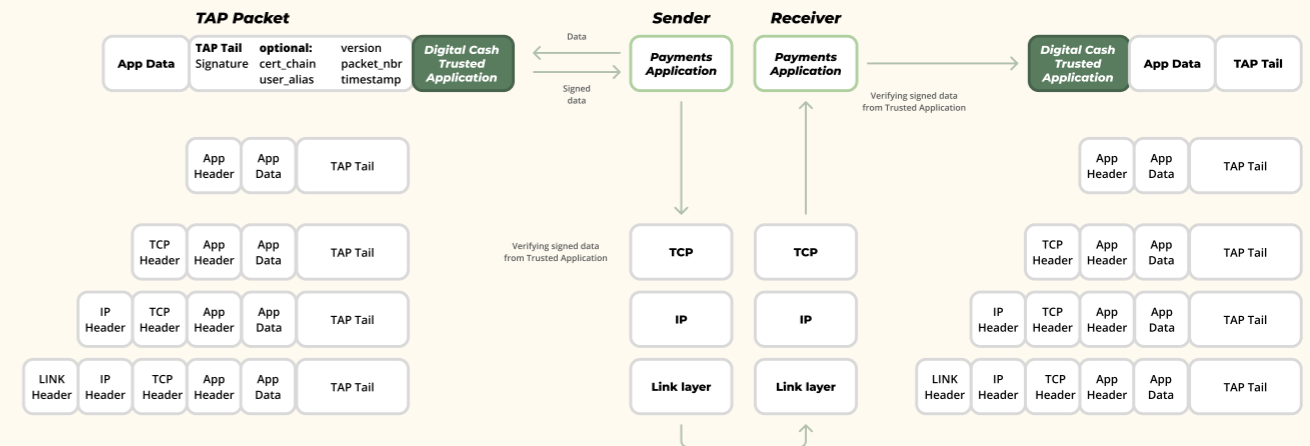 TAP Packet
Sender
Receiver
App Data
TAP Tail optional: version
Signature cert_chain packet_nbr
user_alias timestamp
Digital Cash
Trusted
Application
Data
Signed
data
Payments
Application
Payments
Application
Verifying signed data
from Trusted Application
Digital Cash
Trusted
Application
App Data
TAP Tail
App
Header
App
Data
TAP Tail
App
Header
App
Data
TAP Tail
TCP
Header
App
Header
App
Data
TAP Tail
Verifying signed data
from Trusted Application
TCP
TCP
TCP
Header
App
Header
App
Data
TAP Tail
IP
Header
TCP
Header
App
Header
App
Data
TAP Tail
IP
IP
IP
Header
TCP
Header
App
Header
App
Data
TAP Tail
LINK
Header
IP
Header
TCP
Header
App
Header
App
Data
TAP Tail
Link layer
Link layer
LINK
Header
IP
Header
TCP
Header
App
Header
App
Data
TAP Tail